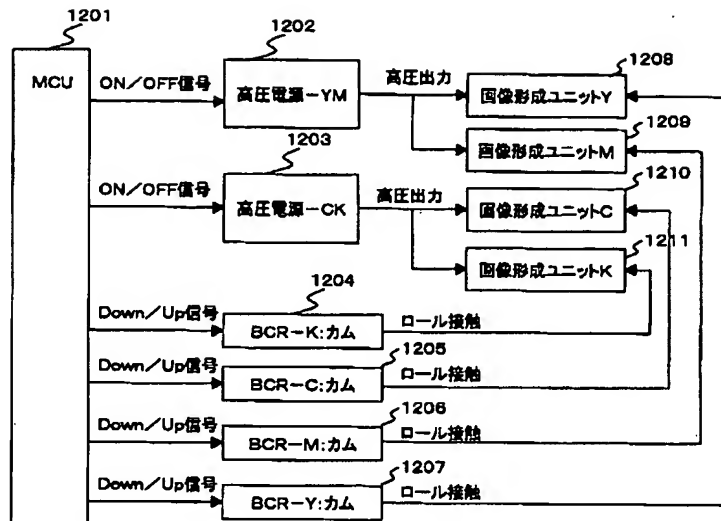 1201
MCU
ON/OFF信号
1202
高圧電源-YM
高圧出力
1208
画像形成ユニットY
1209
画像形成ユニットM
ON/OFF信号
1203
高圧電源-CK
高圧出力
1210
画像形成ユニットC
1211
画像形成ユニットK
Down/Up信号
1204
BCR-K:カム
ロール接触
Down/Up信号
1205
BCR-C:カム
ロール接触
Down/Up信号
1206
BCR-M:カム
ロール接触
Down/Up信号
1207
BCR-Y:カム
ロール接触